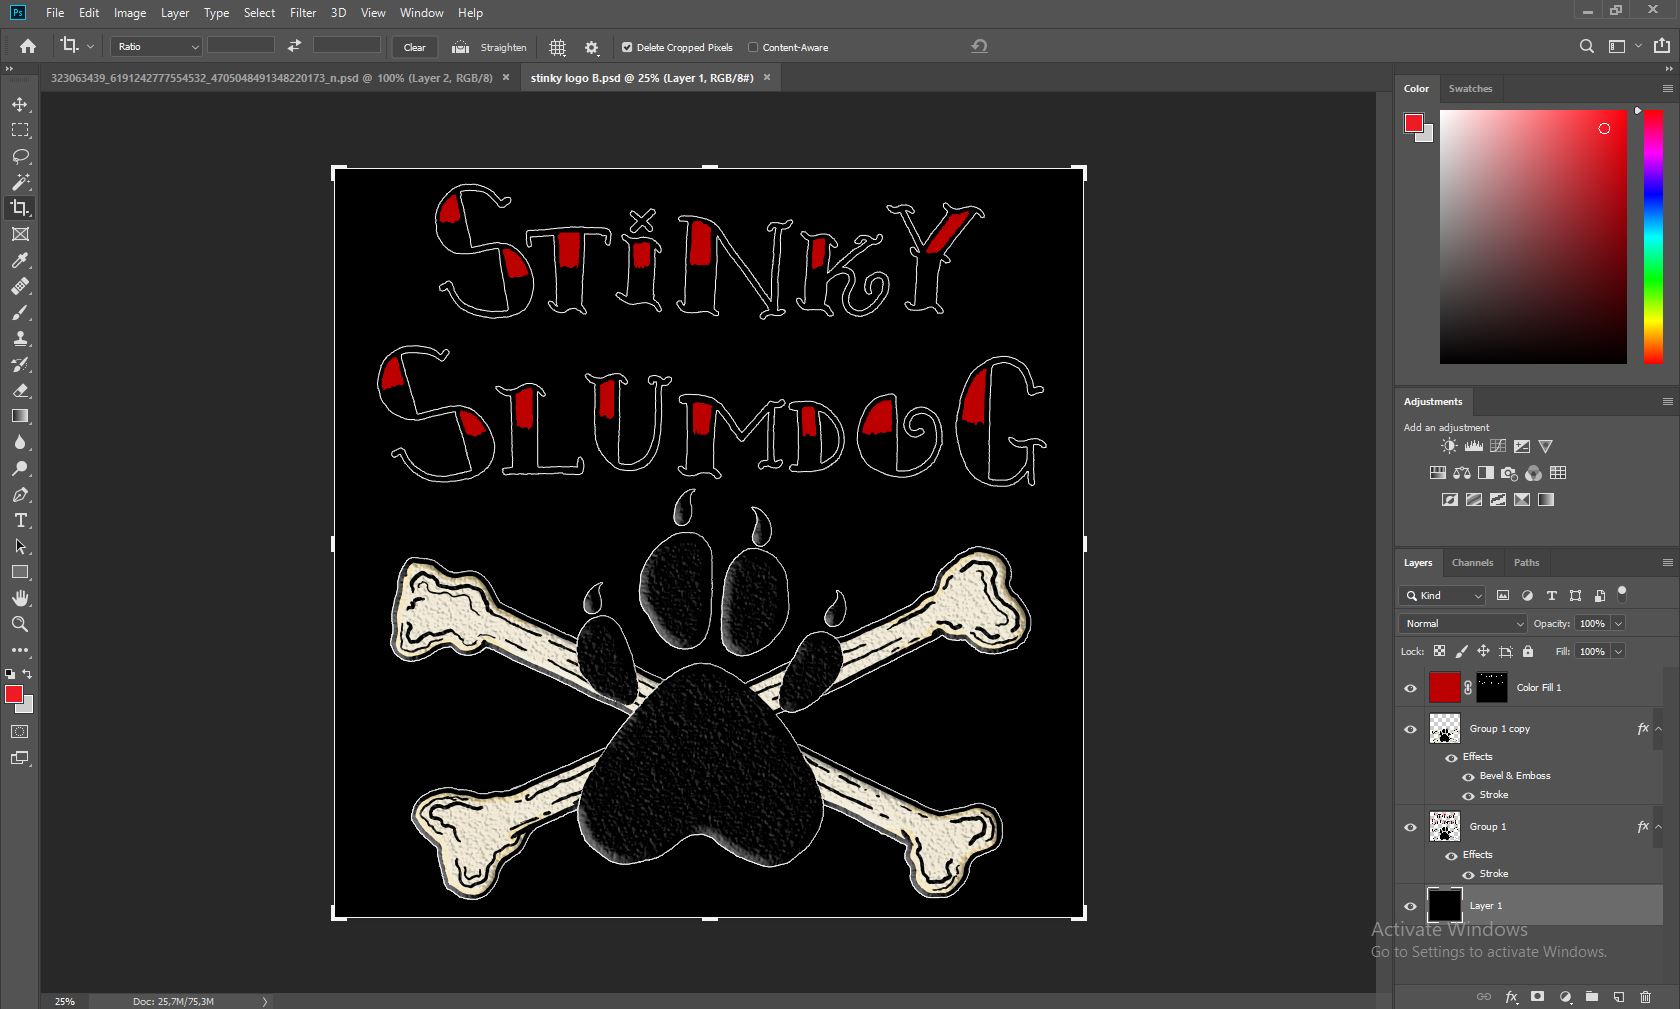 Ps File Edit Image Layer Type Select Filter 3D View Window Help
Ratio Clear Straighten Delete Cropped Pixels Content-Aware
323063439_6191242777554532_4705048491348220173_n.psd @ 100% (Layer 2, RGB/8) × stinky logo B.psd @ 25% (Layer 1, RGB/8#) ×
STiNKY
SLUMDOG
25% Doc: 25,7M/75,3M
Color Swatches
Adjustments
Add an adjustment
Layers Channels Paths
Kind
Normal Opacity: 100%
Lock: Fill: 100%
Color Fill 1
Group 1 copy fx
Effects
Bevel & Emboss
Stroke
Group 1 fx
Effects
Stroke
Layer 1
Activate Windows
Go to Settings to activate Windows.
fx